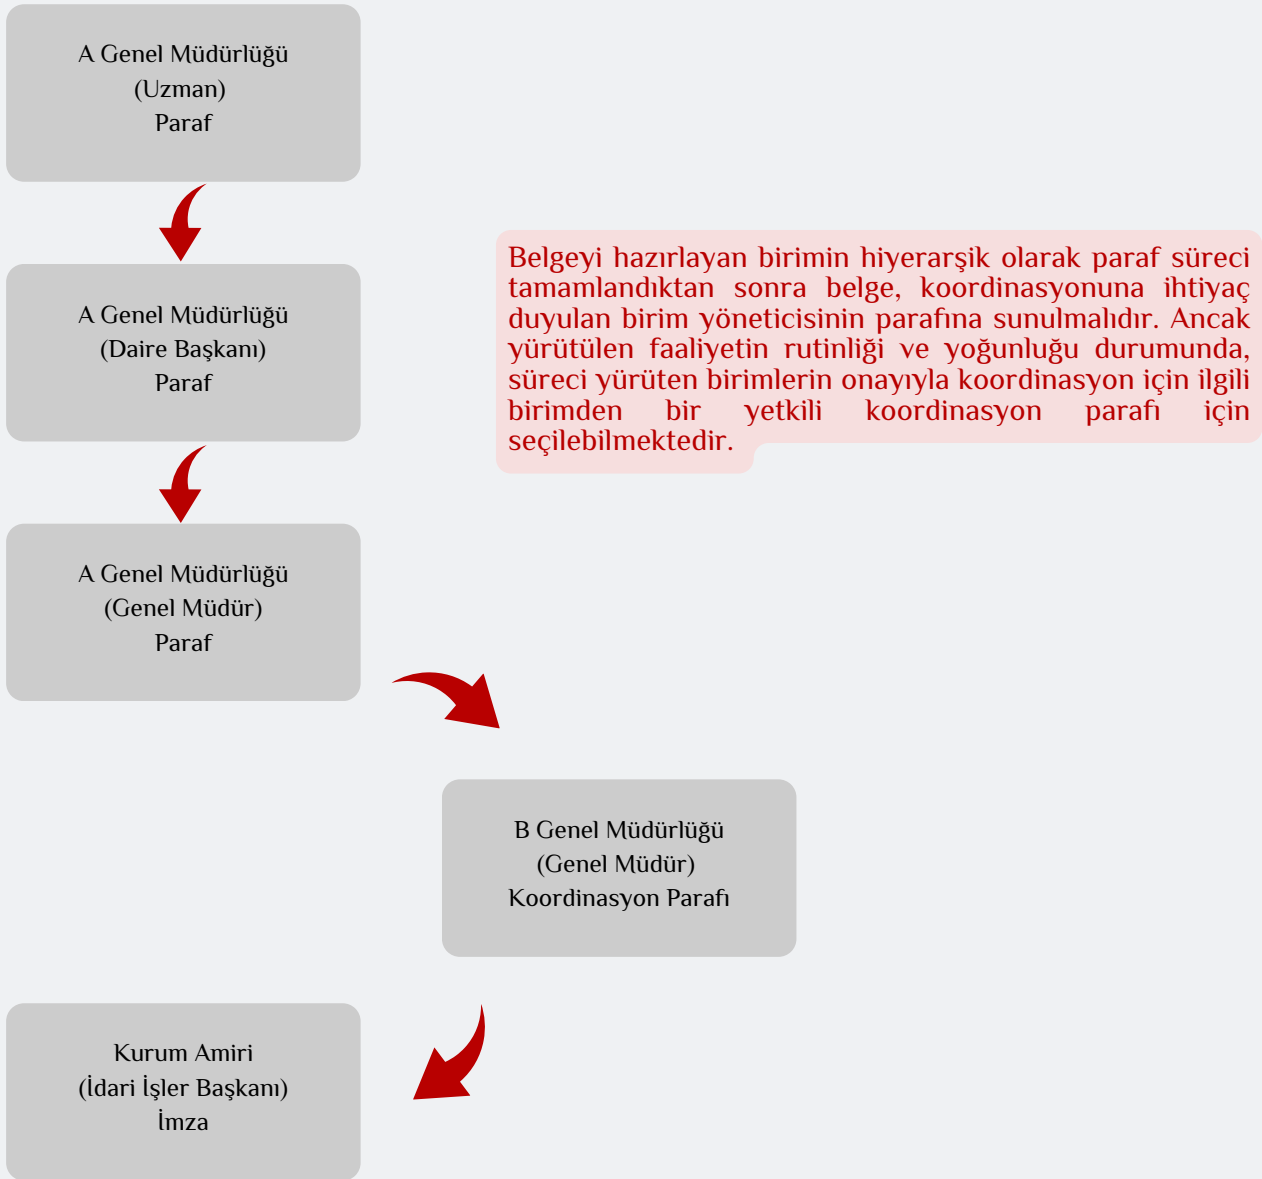 A Genel Müdürlüğü
(Uzman)
Paraf
A Genel Müdürlüğü
(Daire Başkanı)
Paraf
Belgeyi hazırlayan birimin hiyerarşik olarak paraf süreci
tamamlandıktan sonra belge, koordinasyonuna ihtiyaç
duyulan birim yöneticisinin parafına sunulmalıdır. Ancak
yürütülen faaliyetin rutinliği ve yoğunluğu durumunda,
süreci yürüten birimlerin onayıyla koordinasyon için ilgili
birimden bir yetkili koordinasyon parafı için
seçilebilmektedir.
A Genel Müdürlüğü
(Genel Müdür)
Paraf
B Genel Müdürlüğü
(Genel Müdür)
Koordinasyon Parafı
Kurum Amiri
(İdari İşler Başkanı)
İmza